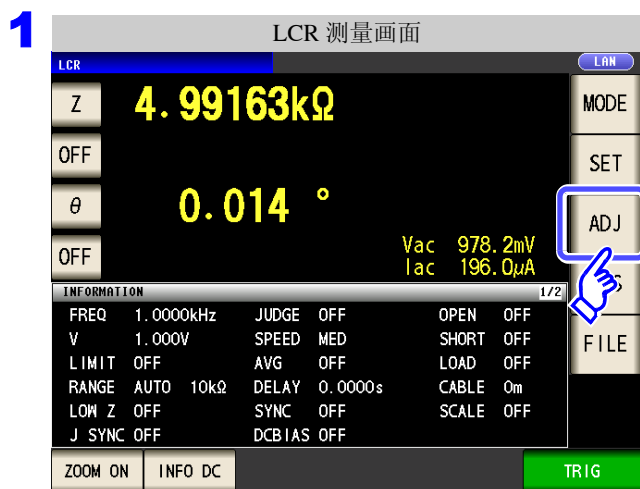 1
LCR 测量画面
LCR
LAN
Z 4.99163kΩ
MODE
OFF
SET
θ 0.014 °
ADJ
OFF
Vac 978.2mV
Iac 196.0μA
INFORMATION 1/2
FREQ 1.0000kHz JUDGE OFF OPEN OFF
V 1.000V SPEED MED SHORT OFF
FILE
LIMIT OFF AVG OFF LOAD OFF
RANGE AUTO 10kΩ DELAY 0.0000s CABLE 0m
LOW Z OFF SYNC OFF SCALE OFF
J SYNC OFF DCBIAS OFF
ZOOM ON INFO DC TRIG